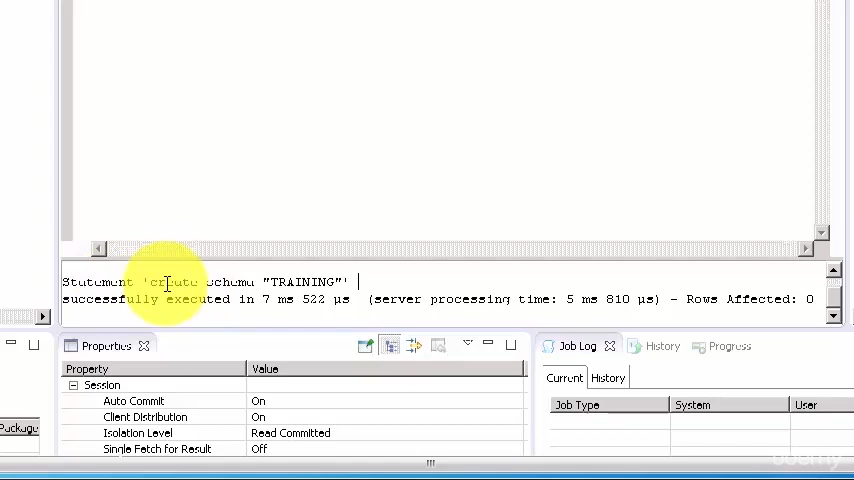 Statement 'create schema "TRAINING"'
successfully executed in 7 ms 522 µs (server processing time: 5 ms 810 µs) - Rows Affected: 0
Properties
Job Log
History
Progress
Property
Value
Current
History
Session
Auto Commit
On
Job Type
System
User
Client Distribution
On
Package
Isolation Level
Read Committed
Single Fetch for Result
Off
udemy